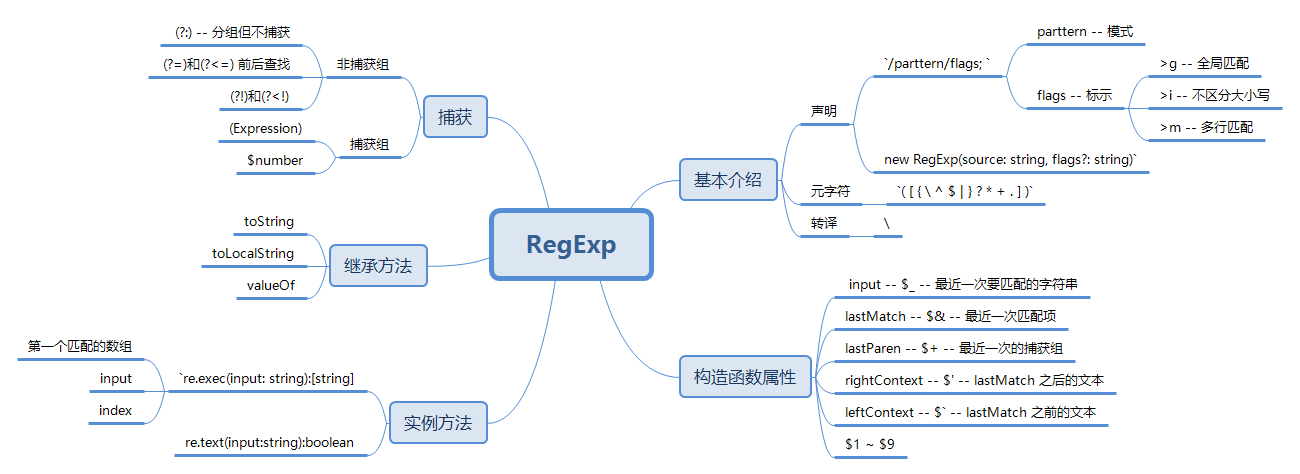 RegExp
基本介绍
声明
`/parttern/flags; `
parttern -- 模式
flags -- 标示
>g -- 全局匹配
>i -- 不区分大小写
>m -- 多行匹配
new RegExp(source: string, flags?: string)`
元字符
`( [ { \ ^ $ | } ? * + . ] )`
转译
\
构造函数属性
input -- $_ -- 最近一次要匹配的字符串
lastMatch -- $& -- 最近一次匹配项
lastParen -- $+ -- 最近一次的捕获组
rightContext -- $' -- lastMatch 之后的文本
leftContext -- $` -- lastMatch 之前的文本
$1 ~ $9
捕获
非捕获组
(?:) -- 分组但不捕获
(?=)和(?<=) 前后查找
(?!)和(?<!)
捕获组
(Expression)
$number
继承方法
toString
toLocalString
valueOf
实例方法
`re.exec(input: string):[string]
第一个匹配的数组
input
index
re.text(input:string):boolean